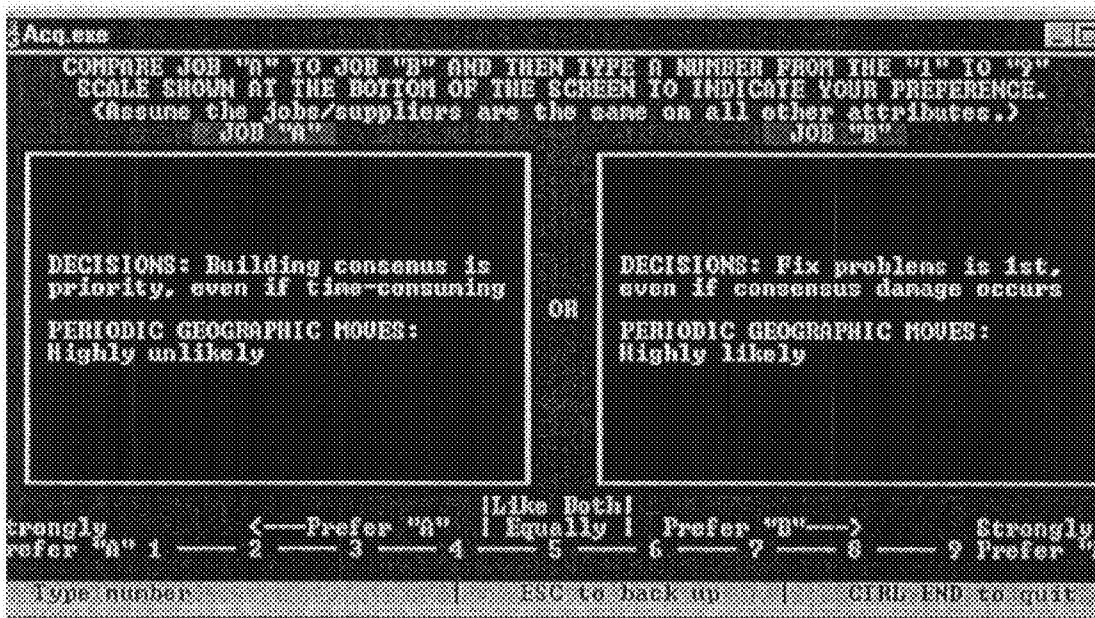 Acq.exe
COMPARE JOB "A" TO JOB "B" AND THEN TYPE A NUMBER FROM THE "1" TO "9"
SCALE SHOWN AT THE BOTTOM OF THE SCREEN TO INDICATE YOUR PREFERENCE.
(Assume the jobs/suppliers are the same on all other attributes.)
JOB "A" JOB "B"
DECISIONS: Building consenus is
priority, even if time-consuming
PERIODIC GEOGRAPHIC MOVES:
Highly unlikely
OR
DECISIONS: Fix problems is 1st,
even if consensus damage occurs
PERIODIC GEOGRAPHIC MOVES:
Highly likely
|Like Both|
trongly <---Prefer "A" | Equally | Prefer "B"---> Strongly
refer "A" 1 ---- 2 ---- 3 ---- 4 ---- 5 ---- 6 ---- 7 ---- 8 ---- 9 Prefer "
Type number | ESC to back up | CTRL END to quit